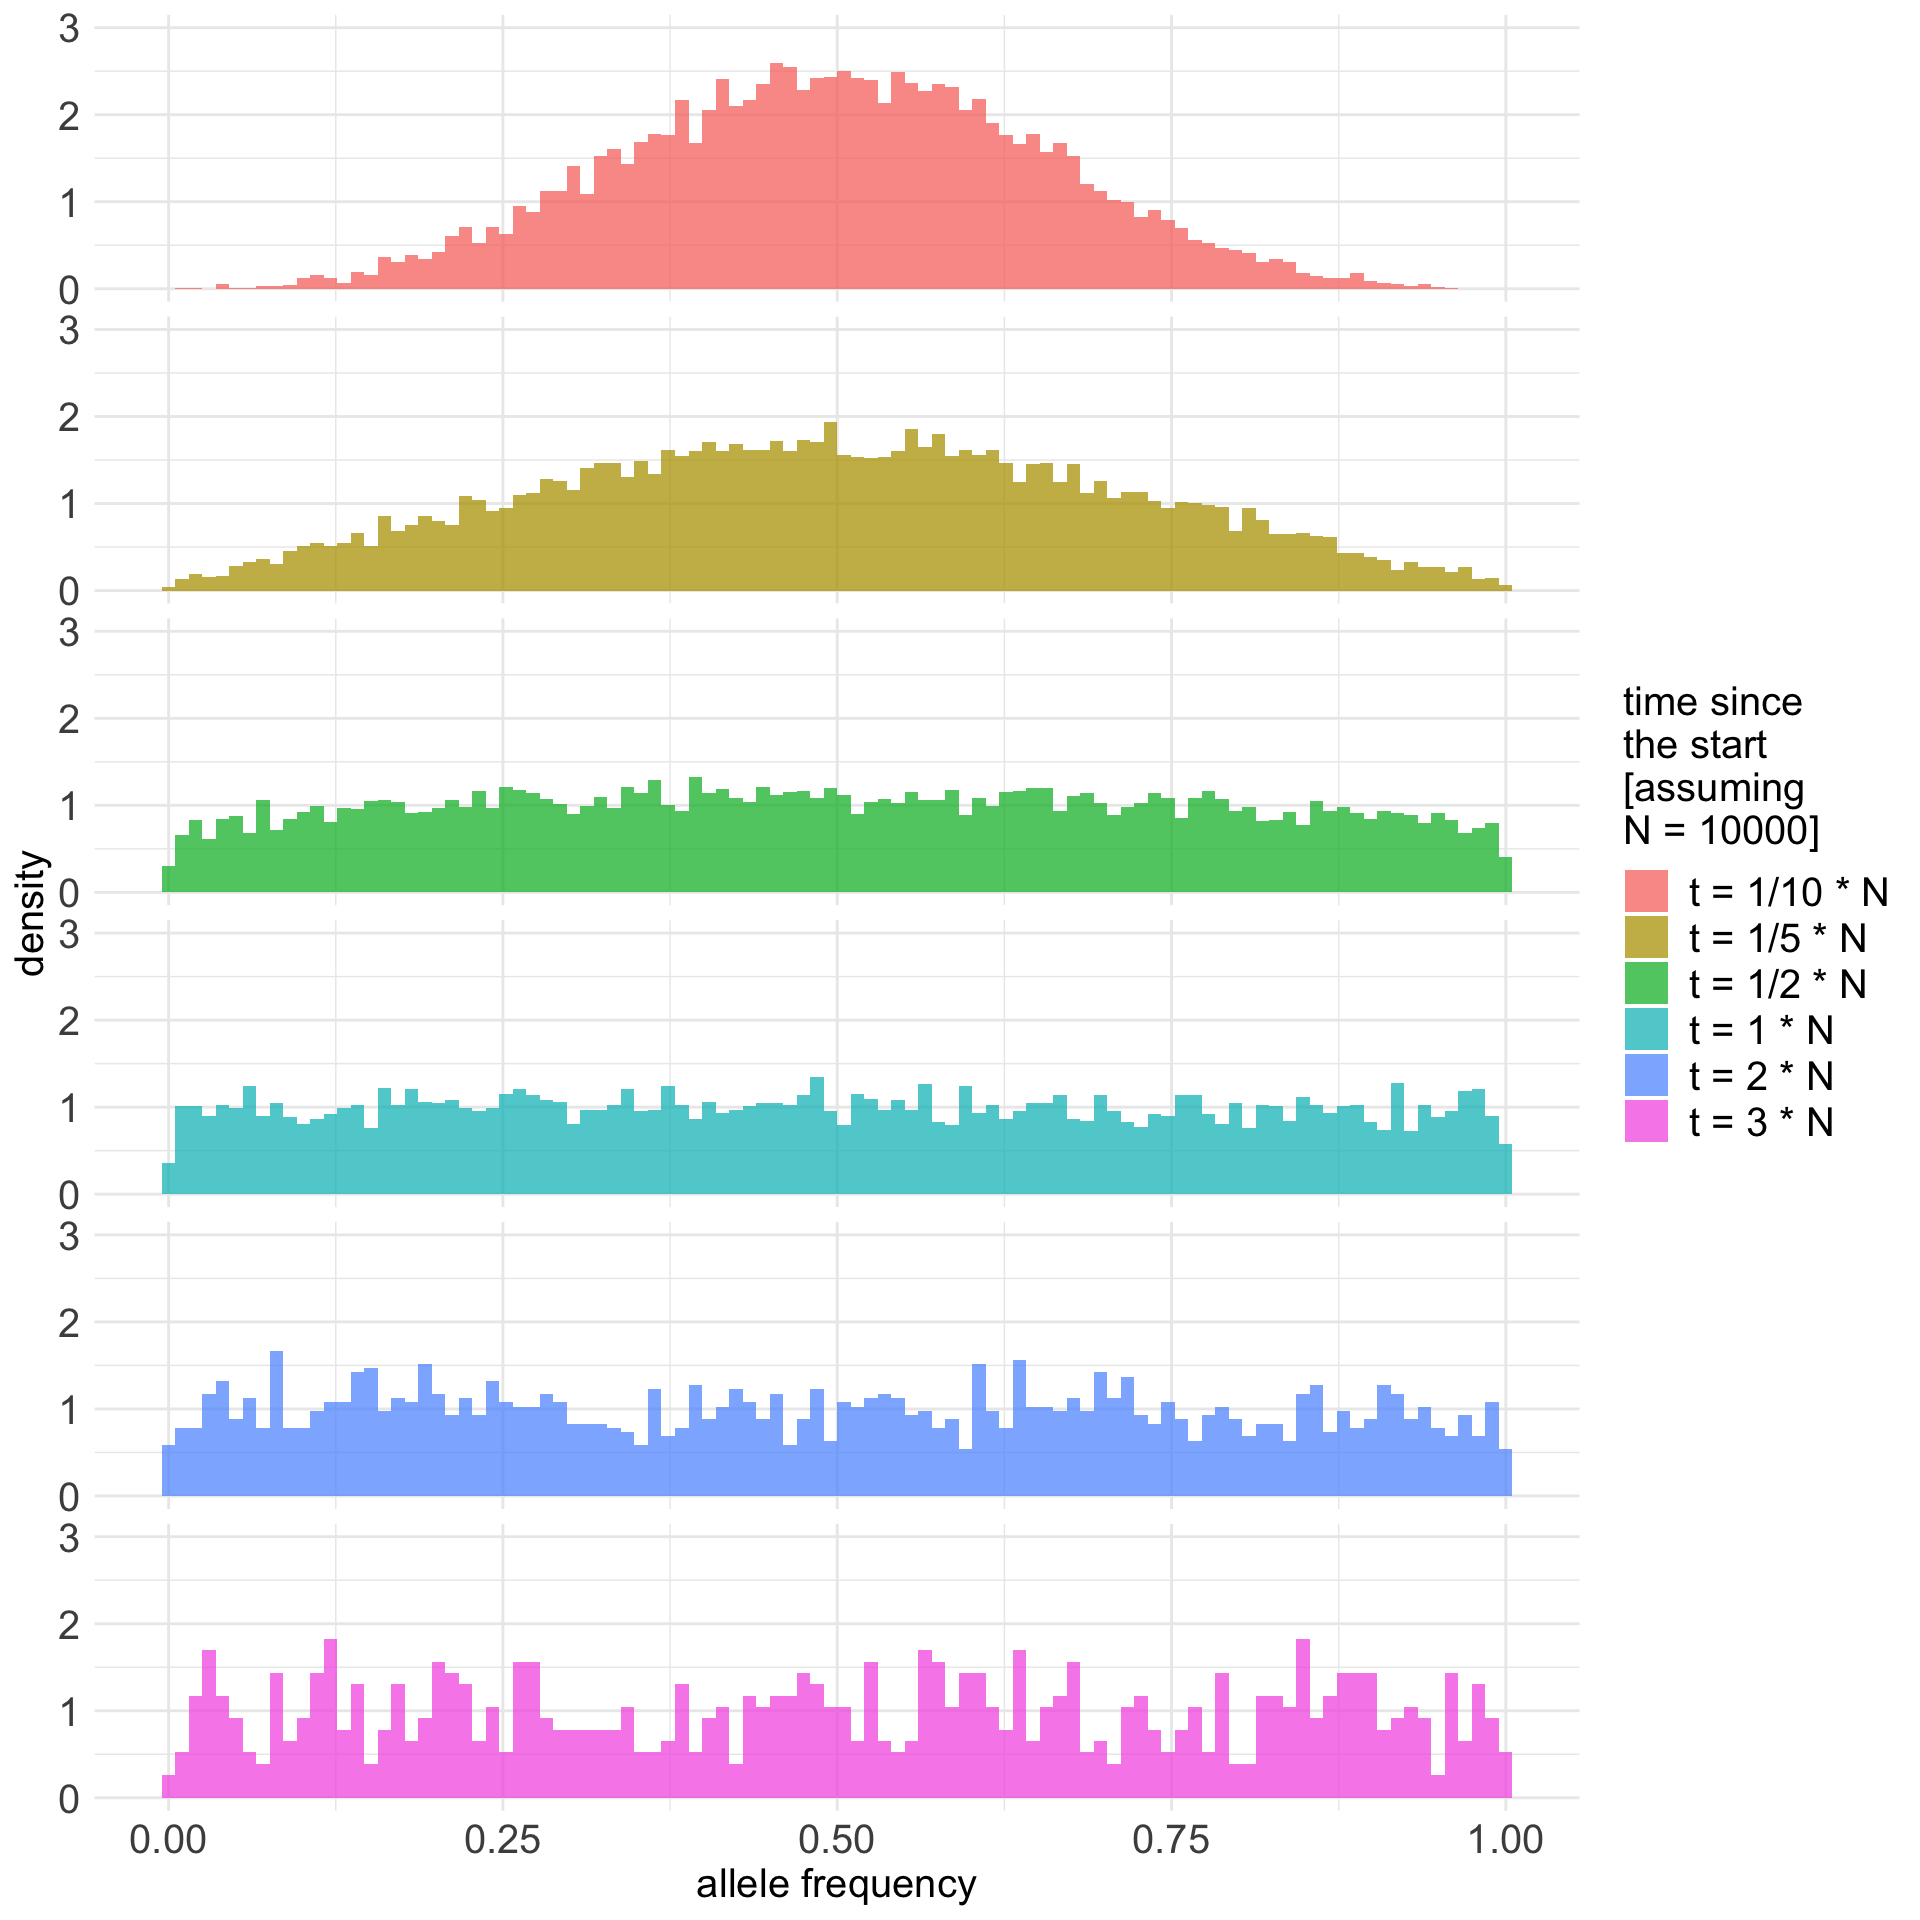 3
2
1
0
3
2
1
0
3
2
1
0
3
2
1
0
3
2
1
0
3
2
1
0
density
0.00 0.25 0.50 0.75 1.00
allele frequency
time since
the start
[assuming
N = 10000]
t = 1/10 * N
t = 1/5 * N
t = 1/2 * N
t = 1 * N
t = 2 * N
t = 3 * N